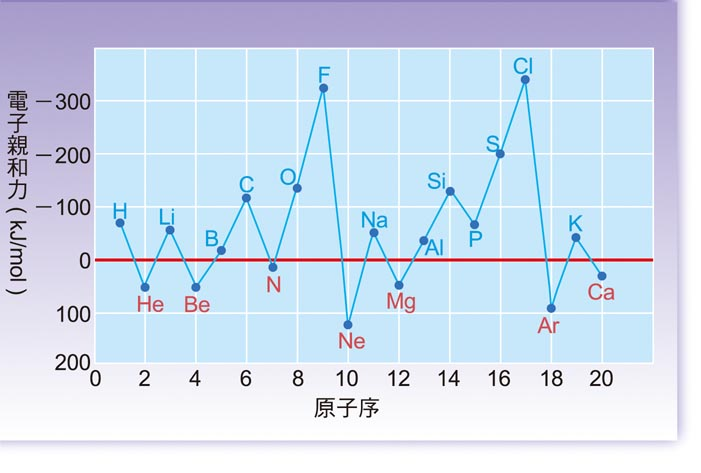 電子親和力（kJ/mol）
－300
－200
－100
0
100
200
H
He
Li
Be
B
C
N
O
F
Ne
Na
Mg
Al
Si
P
S
Cl
Ar
K
Ca
0 2 4 6 8 10 12 14 16 18 20
原子序